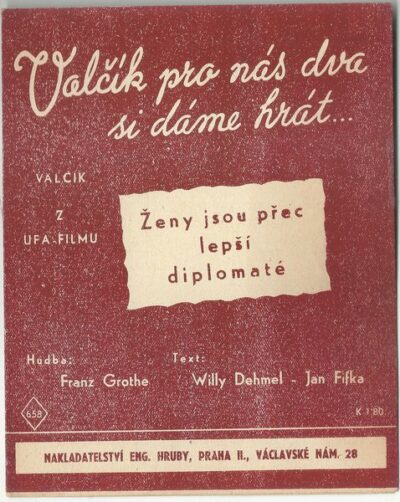 Valčík pro nás dva
si dáme hrát...
VALCIK
Z
UFA-FILMU
Ženy jsou přec
lepší
diplomaté
Hudba: Text:
Franz Grothe Willy Dehmel - Jan Fifka
658 K 1·80
NAKLADATELSTVÍ ENG. HRUBY, PRAHA II., VÁCLAVSKÉ NÁM. 28